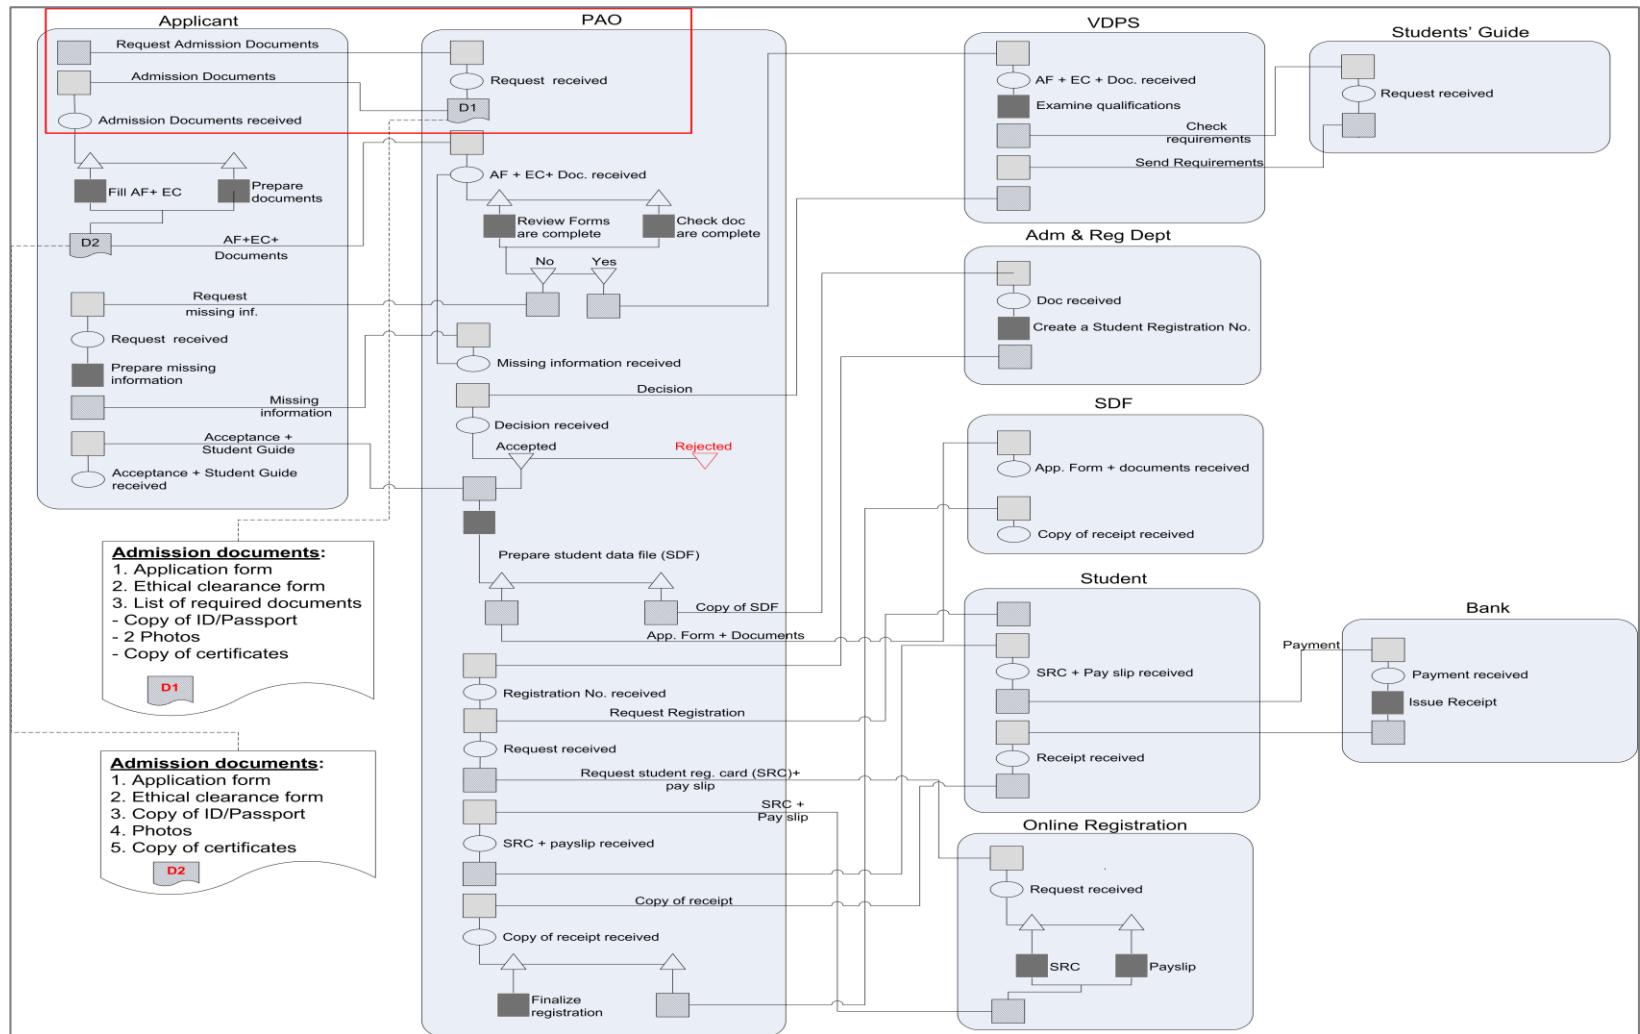 Applicant
Request Admission Documents
Admission Documents
Admission Documents received
Fill AF+ EC
Prepare
documents
D2
AF+EC+
Documents
Request
missing inf.
Request received
Prepare missing
information
Missing
information
Acceptance +
Student Guide
Acceptance + Student Guide
received
PAO
Request received
D1
AF + EC+ Doc. received
Review Forms
are complete
Check doc
are complete
No
Yes
Missing information received
Decision
Decision received
Accepted
Rejected
Prepare student data file (SDF)
Copy of SDF
App. Form + Documents
Registration No. received
Request Registration
Request received
Request student reg. card (SRC)+
pay slip
SRC +
Pay slip
SRC + payslip received
Copy of receipt
Copy of receipt received
Finalize
registration
VDPS
AF + EC + Doc. received
Examine qualifications
Check
requirements
Send Requirements
Students' Guide
Request received
Adm & Reg Dept
Doc received
Create a Student Registration No.
SDF
App. Form + documents received
Copy of receipt received
Student
SRC + Pay slip received
Receipt received
Payment
Bank
Payment received
Issue Receipt
Online Registration
Request received
SRC
Payslip
Admission documents:
1. Application form
2. Ethical clearance form
3. List of required documents
- Copy of ID/Passport
- 2 Photos
- Copy of certificates
D1
Admission documents:
1. Application form
2. Ethical clearance form
3. Copy of ID/Passport
4. Photos
5. Copy of certificates
D2